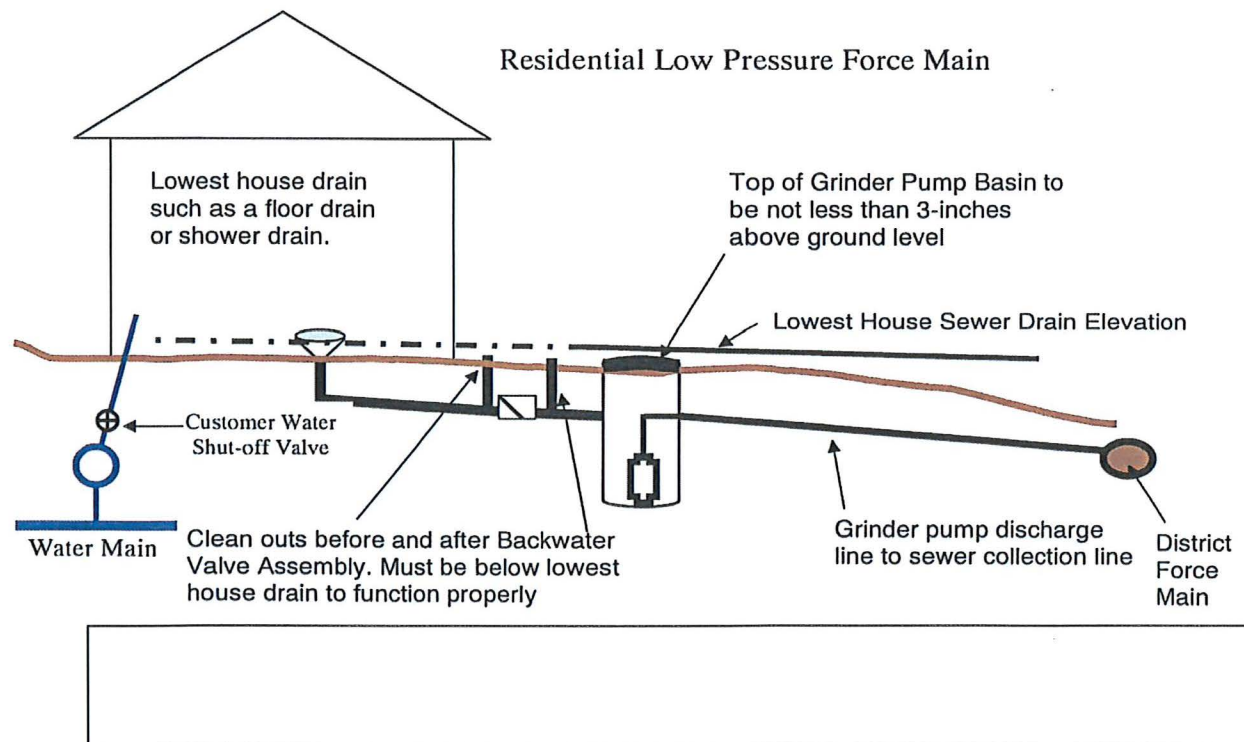 Residential Low Pressure Force Main
Lowest house drain
such as a floor drain
or shower drain.
Top of Grinder Pump Basin to
be not less than 3-inches
above ground level
Lowest House Sewer Drain Elevation
Customer Water
Shut-off Valve
Water Main
Clean outs before and after Backwater
Valve Assembly. Must be below lowest
house drain to function properly
Grinder pump discharge
line to sewer collection line
District
Force
Main